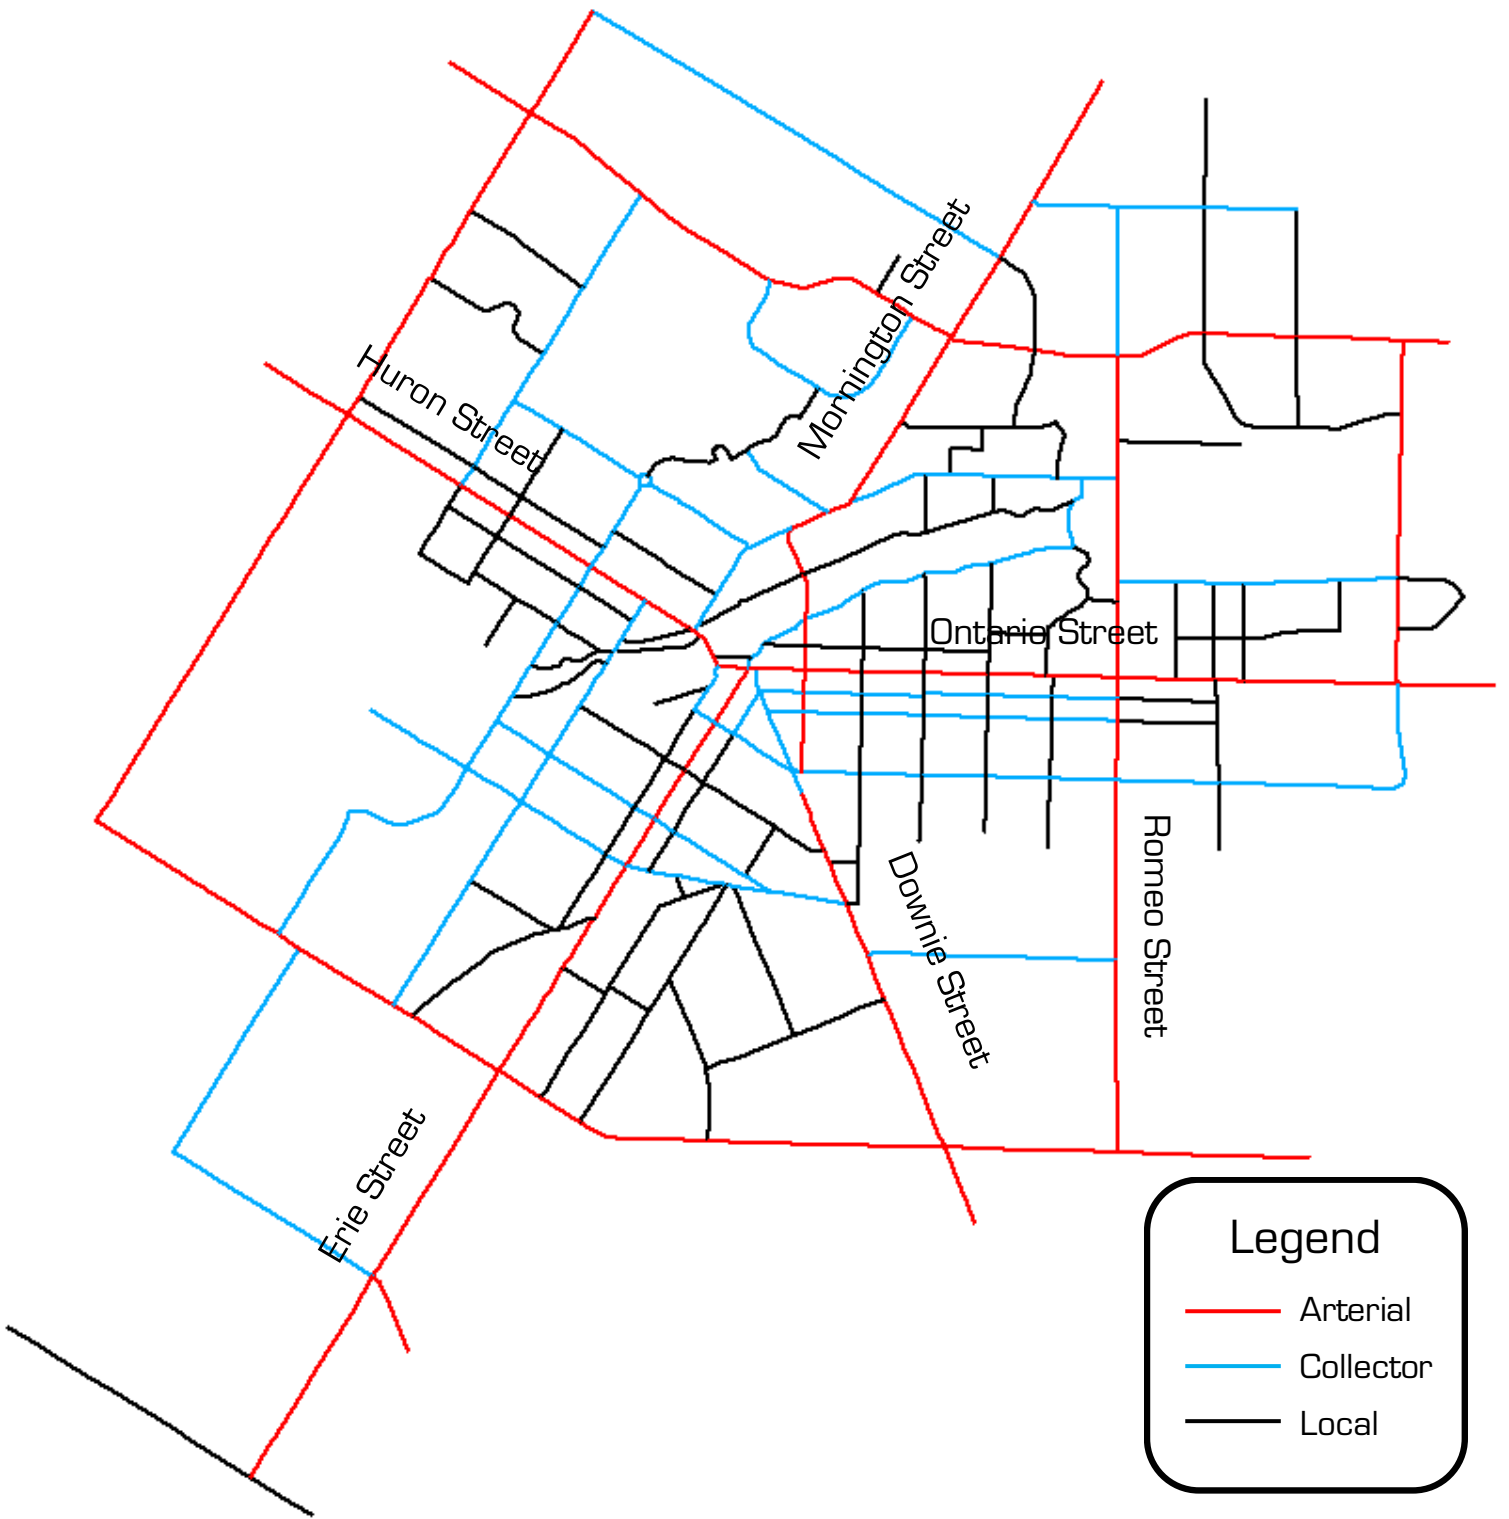 Mornington Street
Huron Street
Ontario Street
Romeo Street
Downie Street
Erie Street
Legend
Arterial
Collector
Local